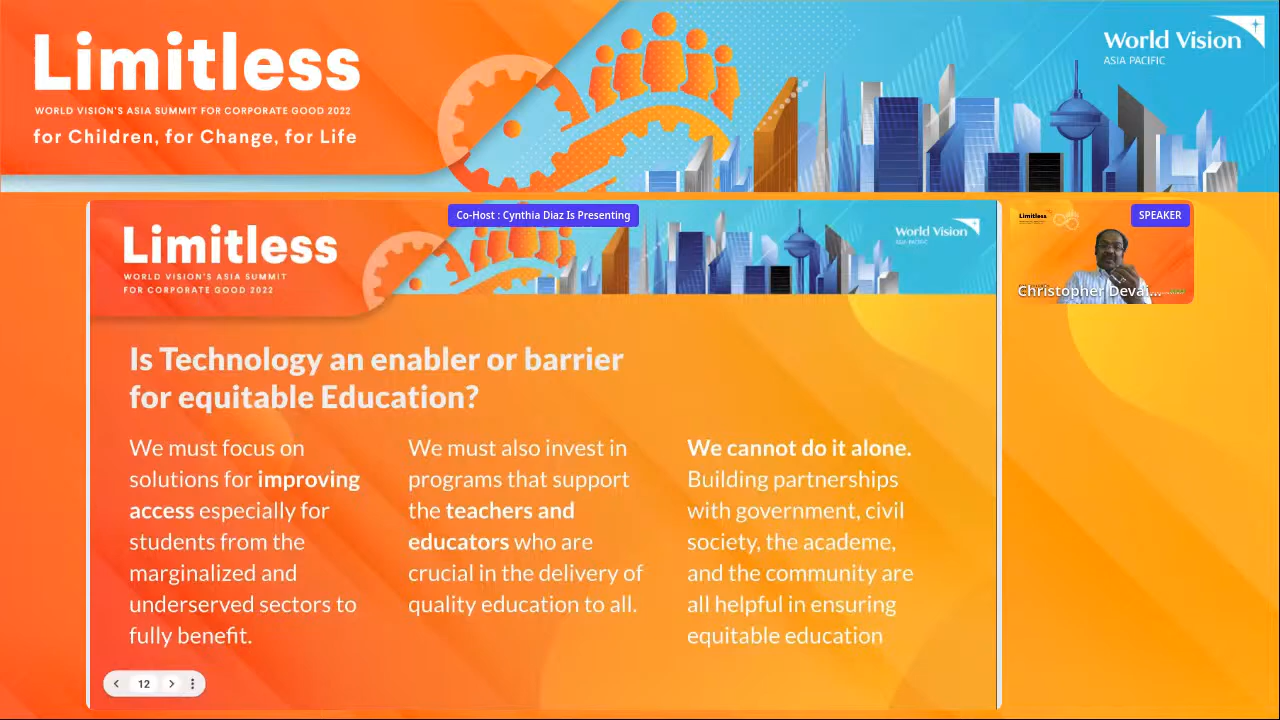 Limitless
WORLD VISION'S ASIA SUMMIT FOR CORPORATE GOOD 2022
for Children, for Change, for Life
World Vision
ASIA PACIFIC
Co-Host : Cynthia Diaz Is Presenting
Limitless
WORLD VISION'S ASIA SUMMIT
FOR CORPORATE GOOD 2022
World Vision
ASIA PACIFIC
Limitless
SPEAKER
Christopher Devai...
Is Technology an enabler or barrier
for equitable Education?
We must focus on
solutions for improving
access especially for
students from the
marginalized and
underserved sectors to
fully benefit.
We must also invest in
programs that support
the teachers and
educators who are
crucial in the delivery of
quality education to all.
We cannot do it alone.
Building partnerships
with government, civil
society, the academe,
and the community are
all helpful in ensuring
equitable education
12